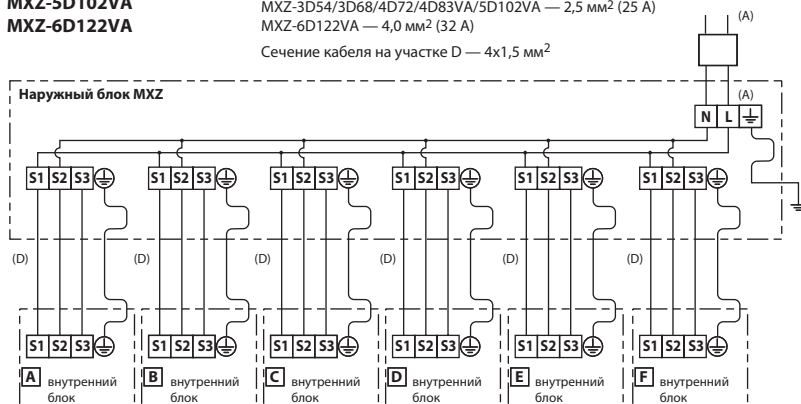 MXZ-5D102VA
MXZ-6D122VA
MXZ-3D54/3D68/4D72/4D83VA/5D102VA — 2,5 мм² (25 А)
MXZ-6D122VA — 4,0 мм² (32 А)
Сечение кабеля на участке D — 4х1,5 мм²
(A)
Наружный блок MXZ
(A)
N L
S1 S2 S3 S1 S2 S3 S1 S2 S3 S1 S2 S3 S1 S2 S3 S1 S2 S3
(D) (D) (D) (D) (D) (D)
S1 S2 S3 S1 S2 S3 S1 S2 S3 S1 S2 S3 S1 S2 S3 S1 S2 S3
A внутренний блок
B внутренний блок
C внутренний блок
D внутренний блок
E внутренний блок
F внутренний блок